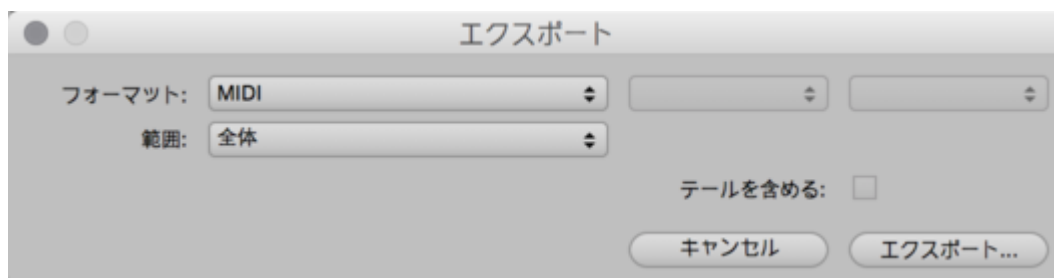 エクスポート
フォーマット: MIDI
範囲: 全体
テールを含める:
キャンセル エクスポート...